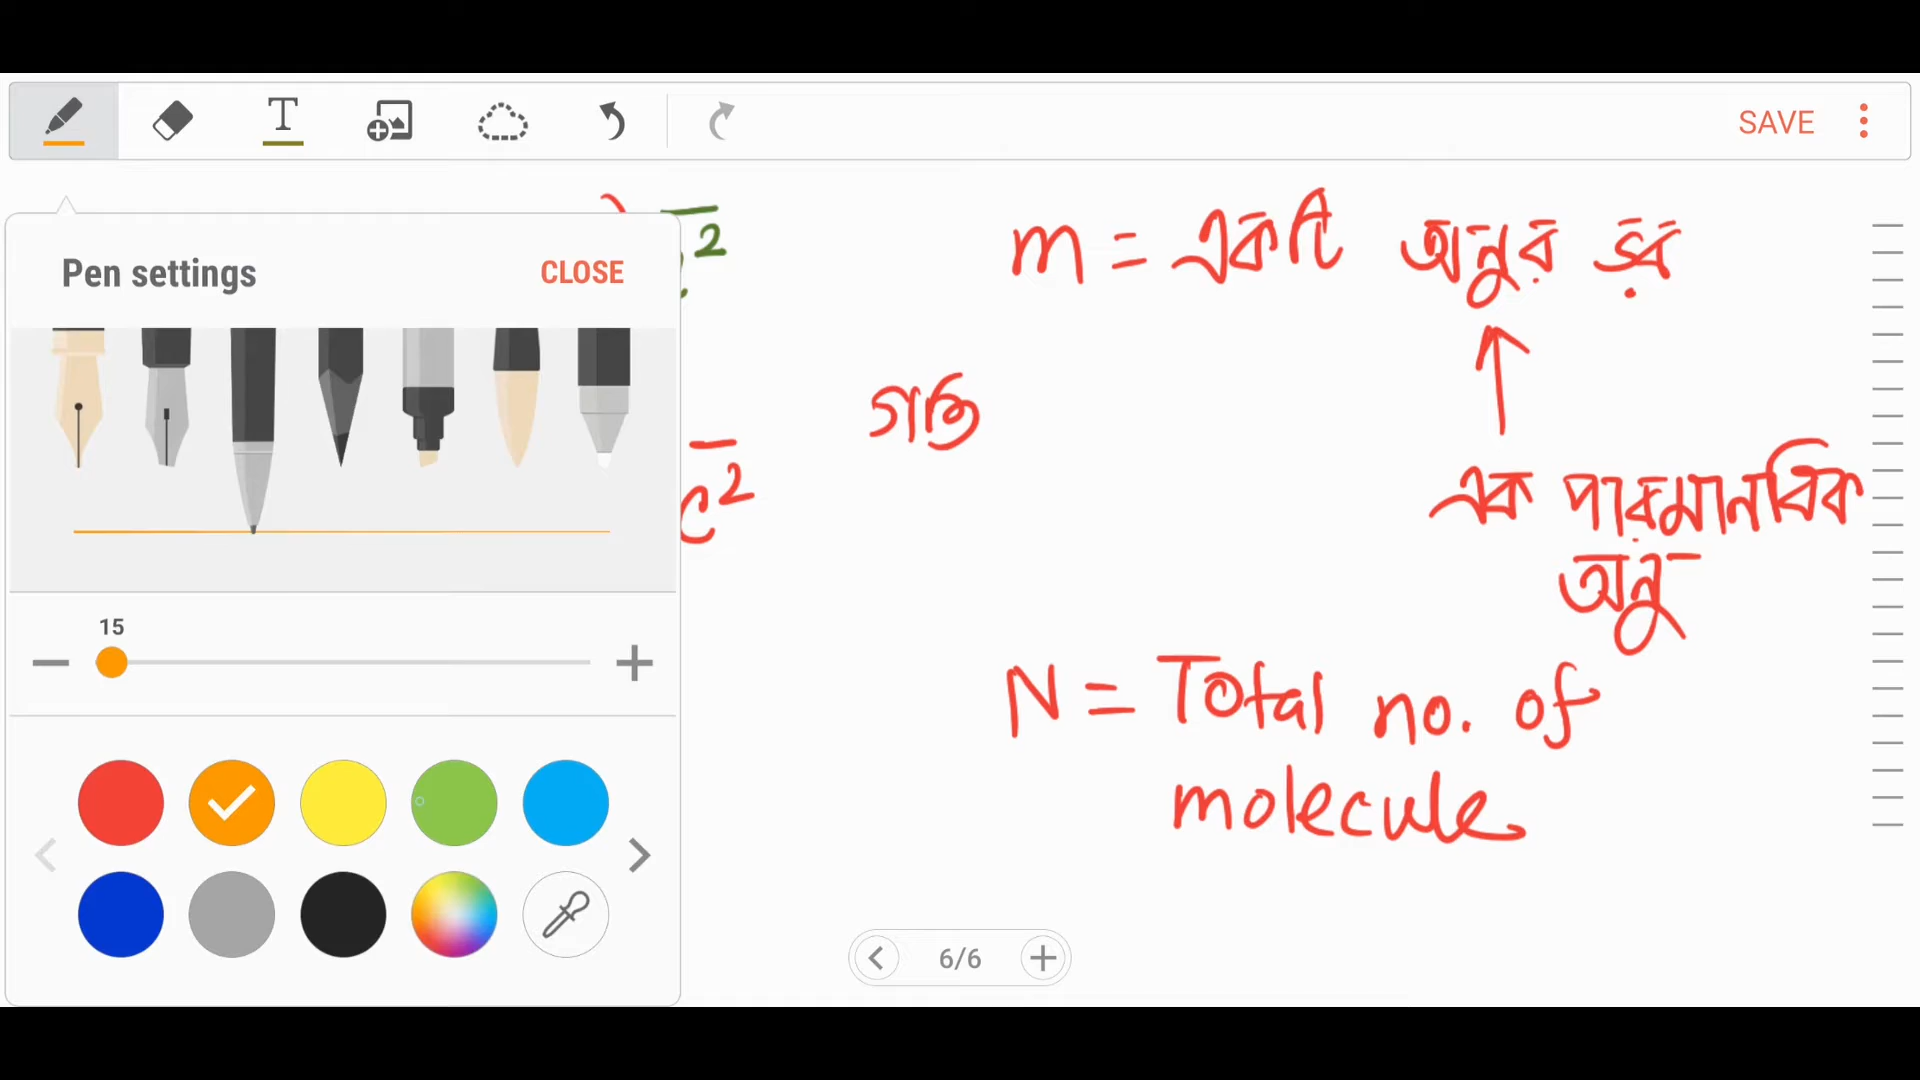 SAVE
Pen settings
CLOSE
15
c²
m = একটি অনুর ভর
গতি
এক পারমানবিক
অনু
N = Total no. of
molecule
6/6